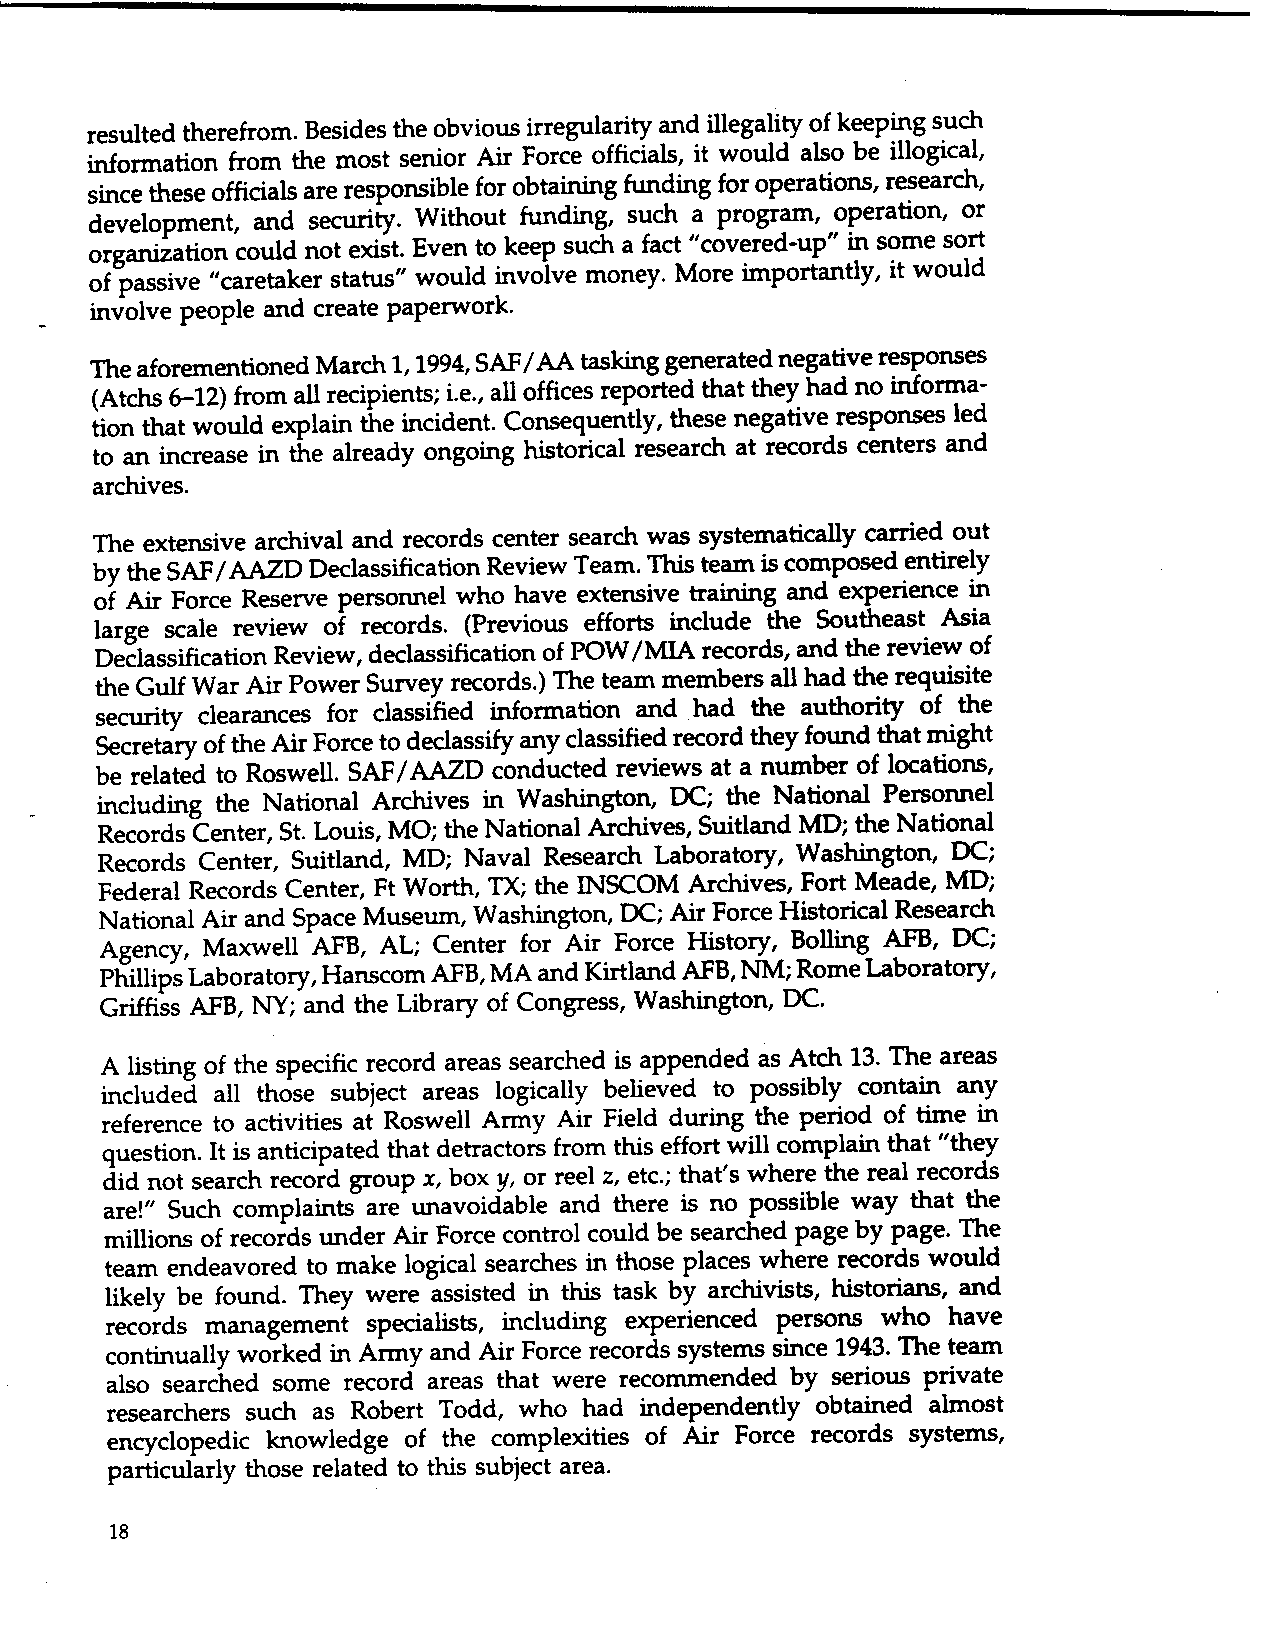 resulted therefrom. Besides the obvious irregularity and illegality of keeping such
information from the most senior Air Force officials, it would also be illogical,
since these officials are responsible for obtaining funding for operations, research,
development, and security. Without funding, such a program, operation, or
organization could not exist. Even to keep such a fact "covered-up" in some sort
of passive "caretaker status" would involve money. More importantly, it would
involve people and create paperwork.
The aforementioned March 1, 1994, SAF/AA tasking generated negative responses
(Atchs 6–12) from all recipients; i.e., all offices reported that they had no informa-
tion that would explain the incident. Consequently, these negative responses led
to an increase in the already ongoing historical research at records centers and
archives.
The extensive archival and records center search was systematically carried out
by the SAF/AAZD Declassification Review Team. This team is composed entirely
of Air Force Reserve personnel who have extensive training and experience in
large scale review of records. (Previous efforts include the Southeast Asia
Declassification Review, declassification of POW/MIA records, and the review of
the Gulf War Air Power Survey records.) The team members all had the requisite
security clearances for classified information and had the authority of the
Secretary of the Air Force to declassify any classified record they found that might
be related to Roswell. SAF/AAZD conducted reviews at a number of locations,
including the National Archives in Washington, DC; the National Personnel
Records Center, St. Louis, MO; the National Archives, Suitland MD; the National
Records Center, Suitland, MD; Naval Research Laboratory, Washington, DC;
Federal Records Center, Ft Worth, TX; the INSCOM Archives, Fort Meade, MD;
National Air and Space Museum, Washington, DC; Air Force Historical Research
Agency, Maxwell AFB, AL; Center for Air Force History, Bolling AFB, DC;
Phillips Laboratory, Hanscom AFB, MA and Kirtland AFB, NM; Rome Laboratory,
Griffiss AFB, NY; and the Library of Congress, Washington, DC.
A listing of the specific record areas searched is appended as Atch 13. The areas
included all those subject areas logically believed to possibly contain any
reference to activities at Roswell Army Air Field during the period of time in
question. It is anticipated that detractors from this effort will complain that "they
did not search record group x, box y, or reel z, etc.; that's where the real records
are!" Such complaints are unavoidable and there is no possible way that the
millions of records under Air Force control could be searched page by page. The
team endeavored to make logical searches in those places where records would
likely be found. They were assisted in this task by archivists, historians, and
records management specialists, including experienced persons who have
continually worked in Army and Air Force records systems since 1943. The team
also searched some record areas that were recommended by serious private
researchers such as Robert Todd, who had independently obtained almost
encyclopedic knowledge of the complexities of Air Force records systems,
particularly those related to this subject area.
18